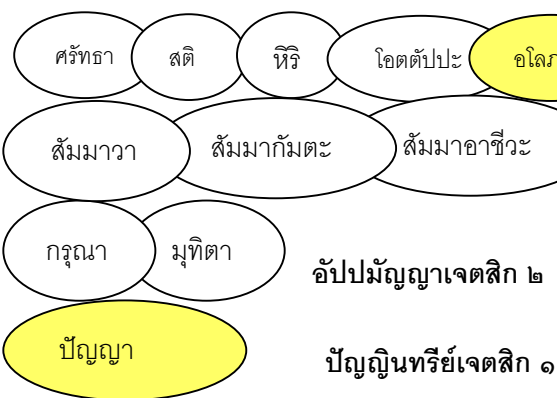 ศรัทธา สติ หิริ โอตตัปปะ อโลภ
สัมมาวา สัมมากัมตะ สัมมาอาชีวะ
กรุณา มุทิตา อัปปมัญญาเจตสิก ๒
ปัญญา ปัญญินทรีย์เจตสิก ๑